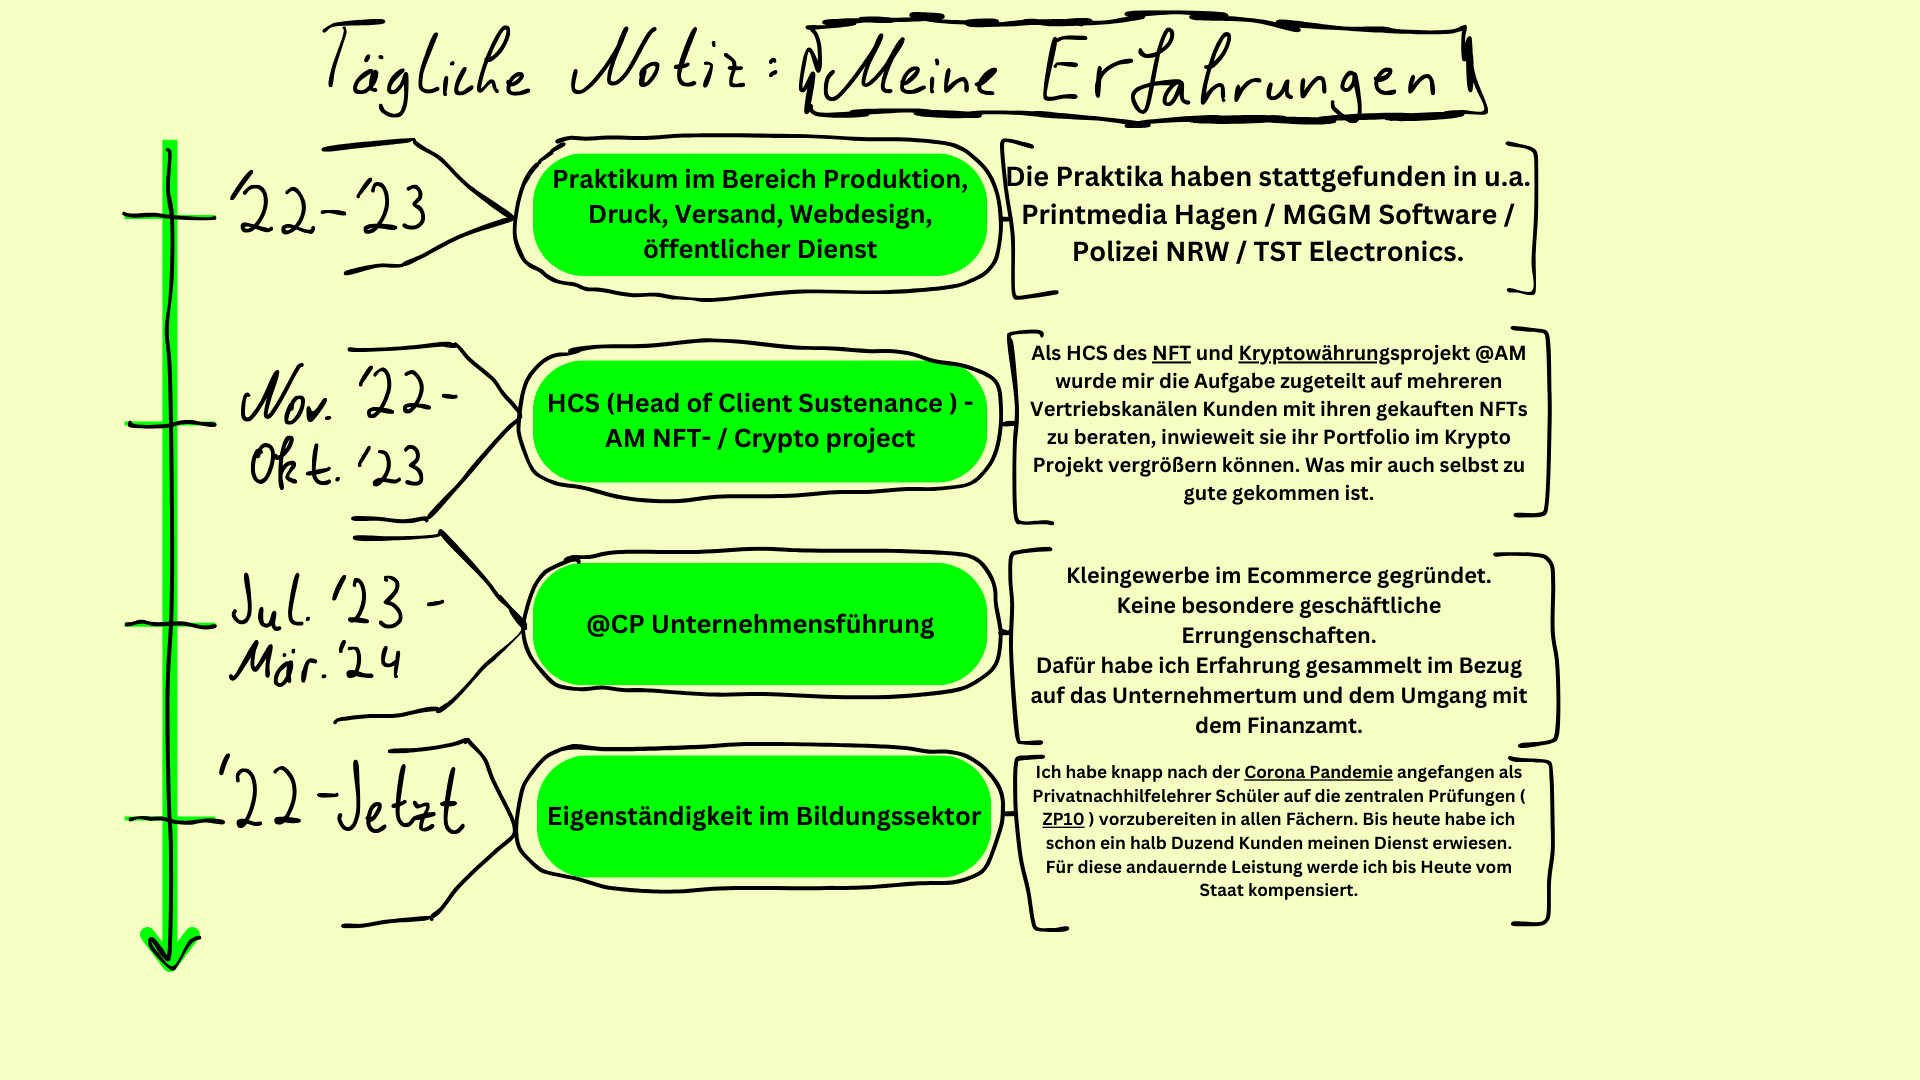 Tägliche Notiz: Meine Erfahrungen
'22-'23
Praktikum im Bereich Produktion,
Druck, Versand, Webdesign,
öffentlicher Dienst
Die Praktika haben stattgefunden in u.a.
Printmedia Hagen / MGGM Software /
Polizei NRW / TST Electronics.
Nov. '22-
Okt. '23
HCS (Head of Client Sustenance ) -
AM NFT- / Crypto project
Als HCS des NFT und Kryptowährungsprojekt @AM
wurde mir die Aufgabe zugeteilt auf mehreren
Vertriebskanälen Kunden mit ihren gekauften NFTs
zu beraten, inwieweit sie ihr Portfolio im Krypto
Projekt vergrößern können. Was mir auch selbst zu
gute gekommen ist.
Jul. '23 -
Mär. '24
@CP Unternehmensführung
Kleingewerbe im Ecommerce gegründet.
Keine besondere geschäftliche
Errungenschaften.
Dafür habe ich Erfahrung gesammelt im Bezug
auf das Unternehmertum und dem Umgang mit
dem Finanzamt.
'22-Jetzt
Eigenständigkeit im Bildungssektor
Ich habe knapp nach der Corona Pandemie angefangen als
Privatnachhilfelehrer Schüler auf die zentralen Prüfungen (
ZP10 ) vorzubereiten in allen Fächern. Bis heute habe ich
schon ein halb Duzend Kunden meinen Dienst erwiesen.
Für diese andauernde Leistung werde ich bis Heute vom
Staat kompensiert.